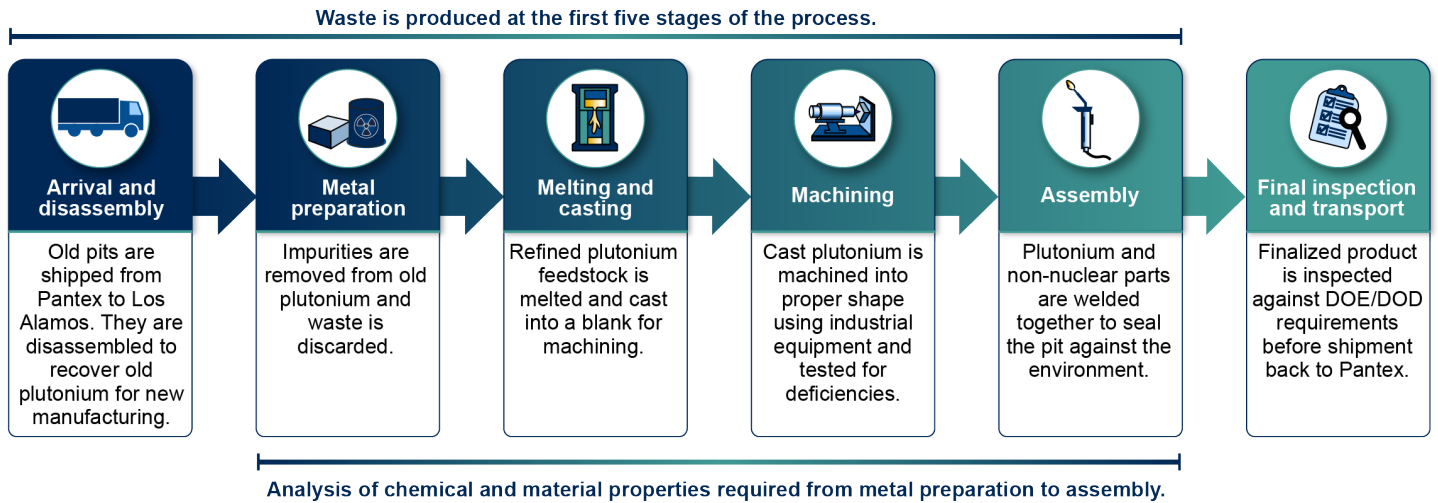 Waste is produced at the first five stages of the process.
Arrival and
disassembly
Old pits are
shipped from
Pantex to Los
Alamos. They are
disassembled to
recover old
plutonium for new
manufacturing.
Metal
preparation
Impurities are
removed from old
plutonium and
waste is
discarded.
Melting and
casting
Refined plutonium
feedstock is
melted and cast
into a blank for
machining.
Machining
Cast plutonium is
machined into
proper shape
using industrial
equipment and
tested for
deficiencies.
Assembly
Plutonium and
non-nuclear parts
are welded
together to seal
the pit against the
environment.
Final inspection
and transport
Finalized product
is inspected
against DOE/DOD
requirements
before shipment
back to Pantex.
Analysis of chemical and material properties required from metal preparation to assembly.